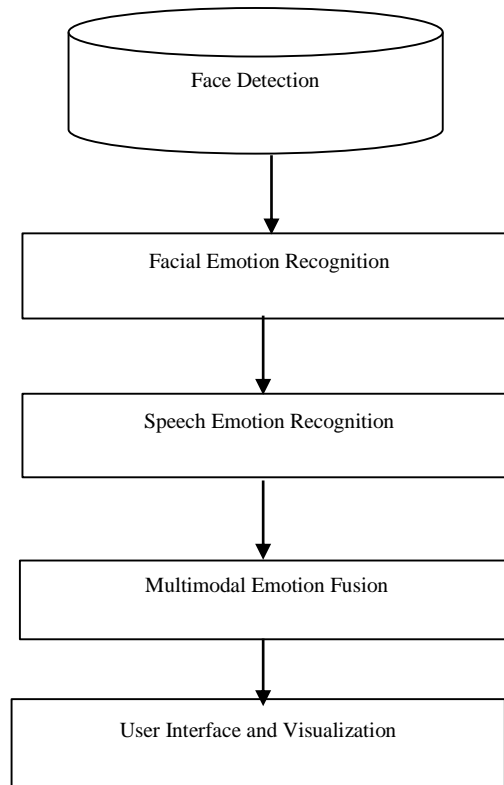 Face Detection
Facial Emotion Recognition
Speech Emotion Recognition
Multimodal Emotion Fusion
User Interface and Visualization